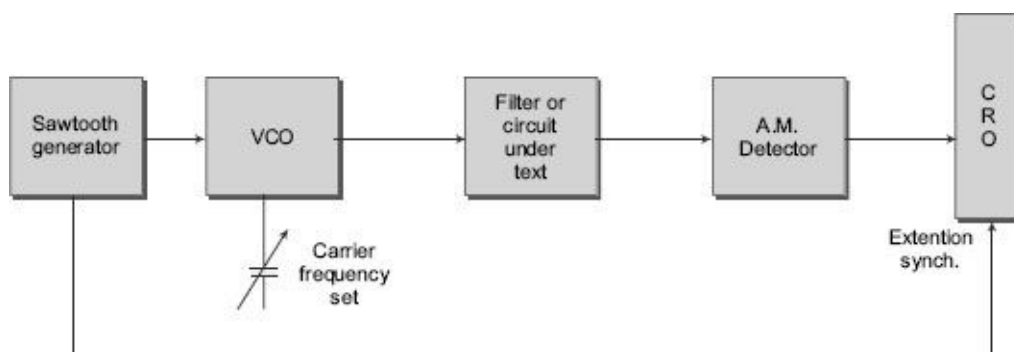 Sawtooth
generator
VCO
Filter or
circuit
under
text
A.M.
Detector
C
R
O
Carrier
frequency
set
Extention
synch.